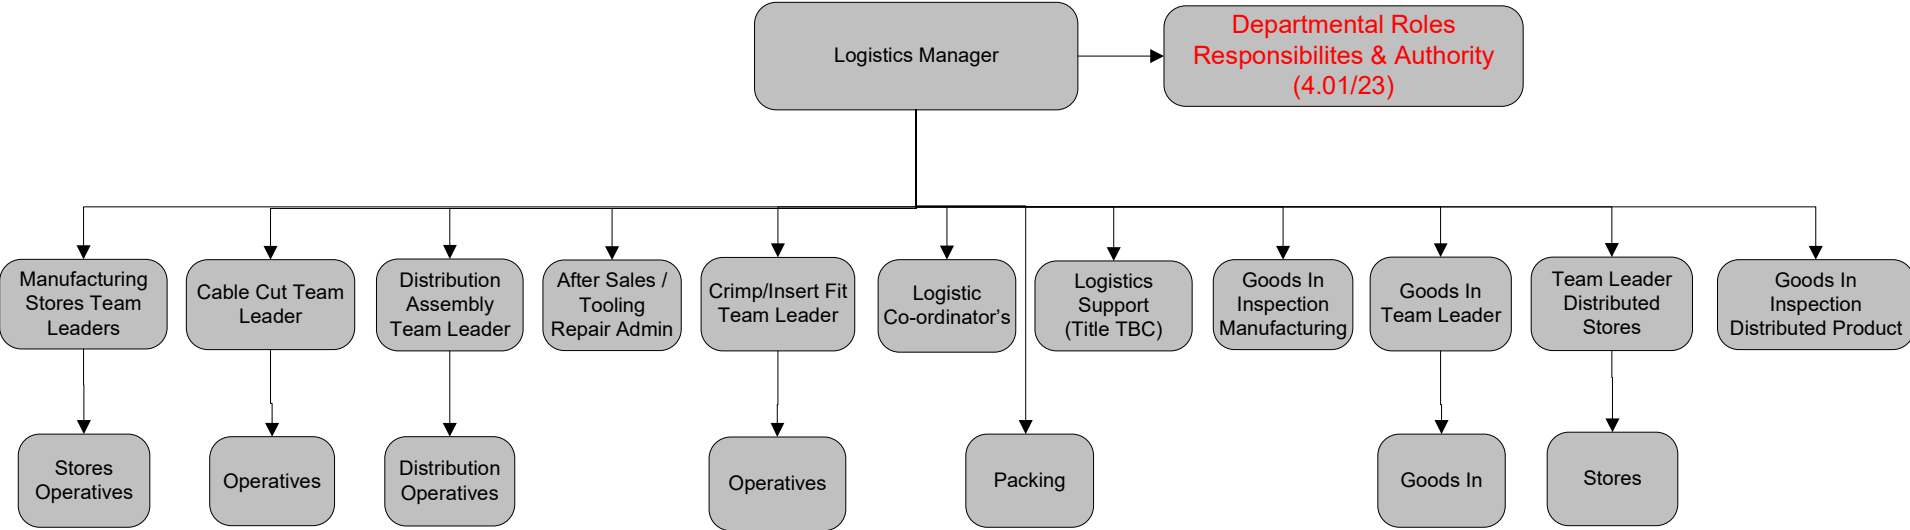 Logistics Manager
Departmental Roles
Responsibilites & Authority
(4.01/23)
Manufacturing
Stores Team
Leaders
Cable Cut Team
Leader
Distribution
Assembly
Team Leader
After Sales /
Tooling
Repair Admin
Crimp/Insert Fit
Team Leader
Logistic
Co-ordinator’s
Logistics
Support
(Title TBC)
Goods In
Inspection
Manufacturing
Goods In
Team Leader
Team Leader
Distributed
Stores
Goods In
Inspection
Distributed Product
Stores
Operatives
Operatives
Distribution
Operatives
Operatives
Packing
Goods In
Stores